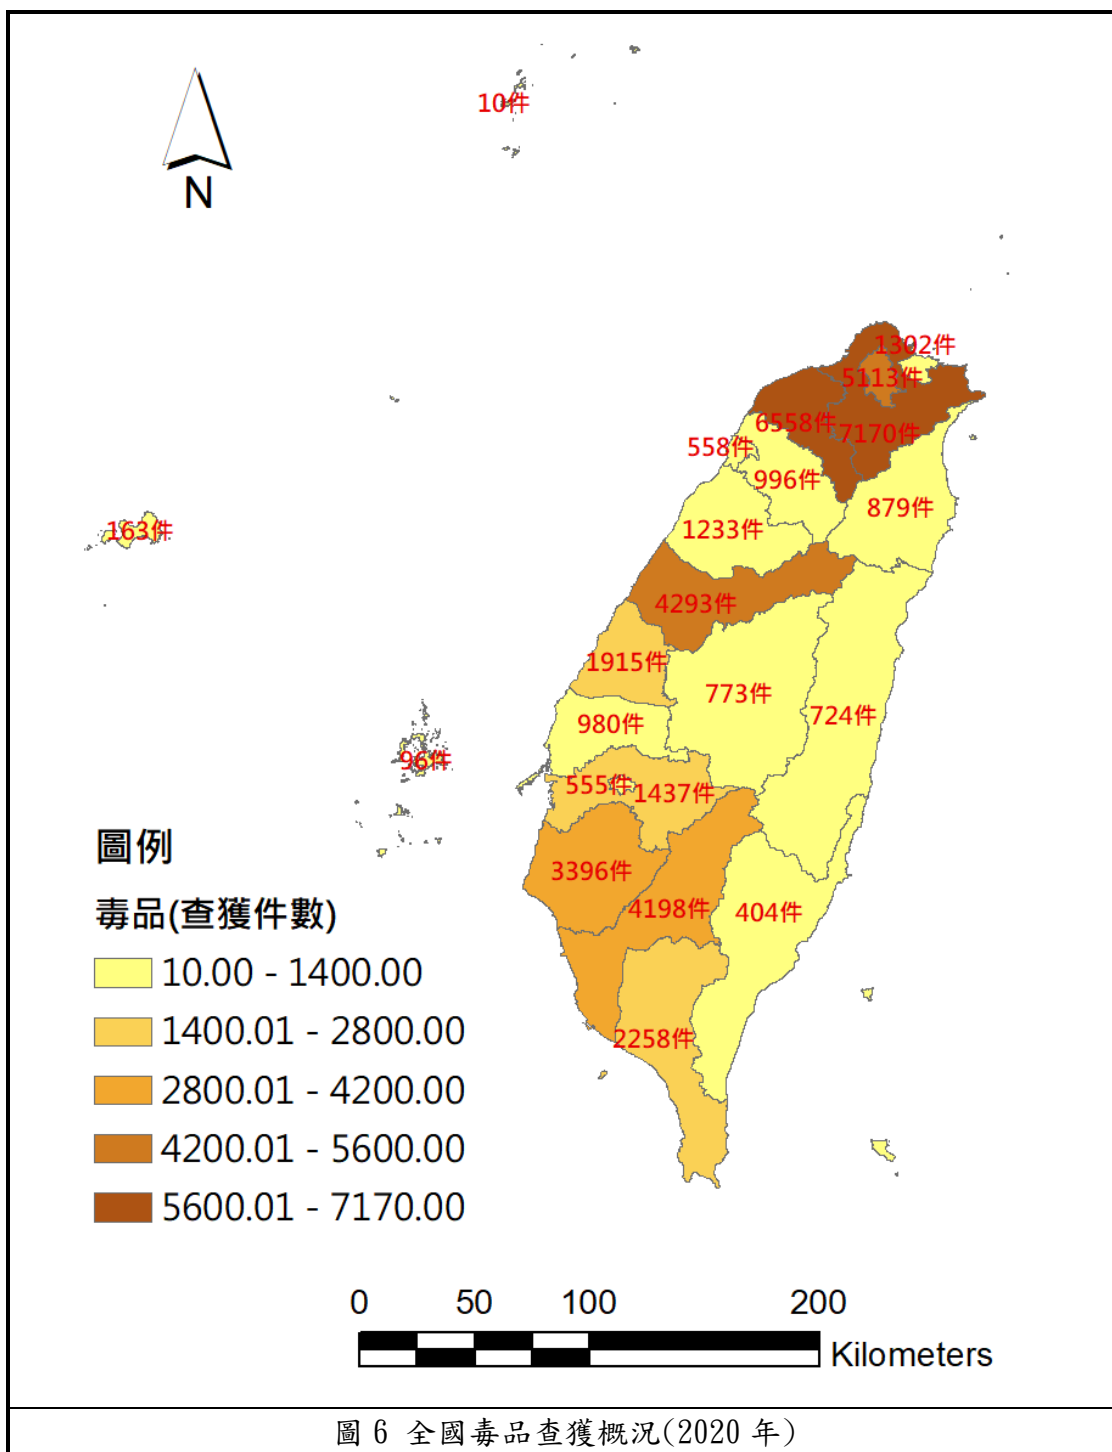 10件
N
1302件
5113件
6558件
7170件
558件
996件
879件
163件
1233件
4293件
1915件
773件
724件
980件
96件
555件
1437件
3396件
4198件
404件
2258件
圖例
毒品(查獲件數)
10.00 - 1400.00
1400.01 - 2800.00
2800.01 - 4200.00
4200.01 - 5600.00
5600.01 - 7170.00
0 50 100 200
Kilometers
圖 6 全國毒品查獲概況(2020 年)